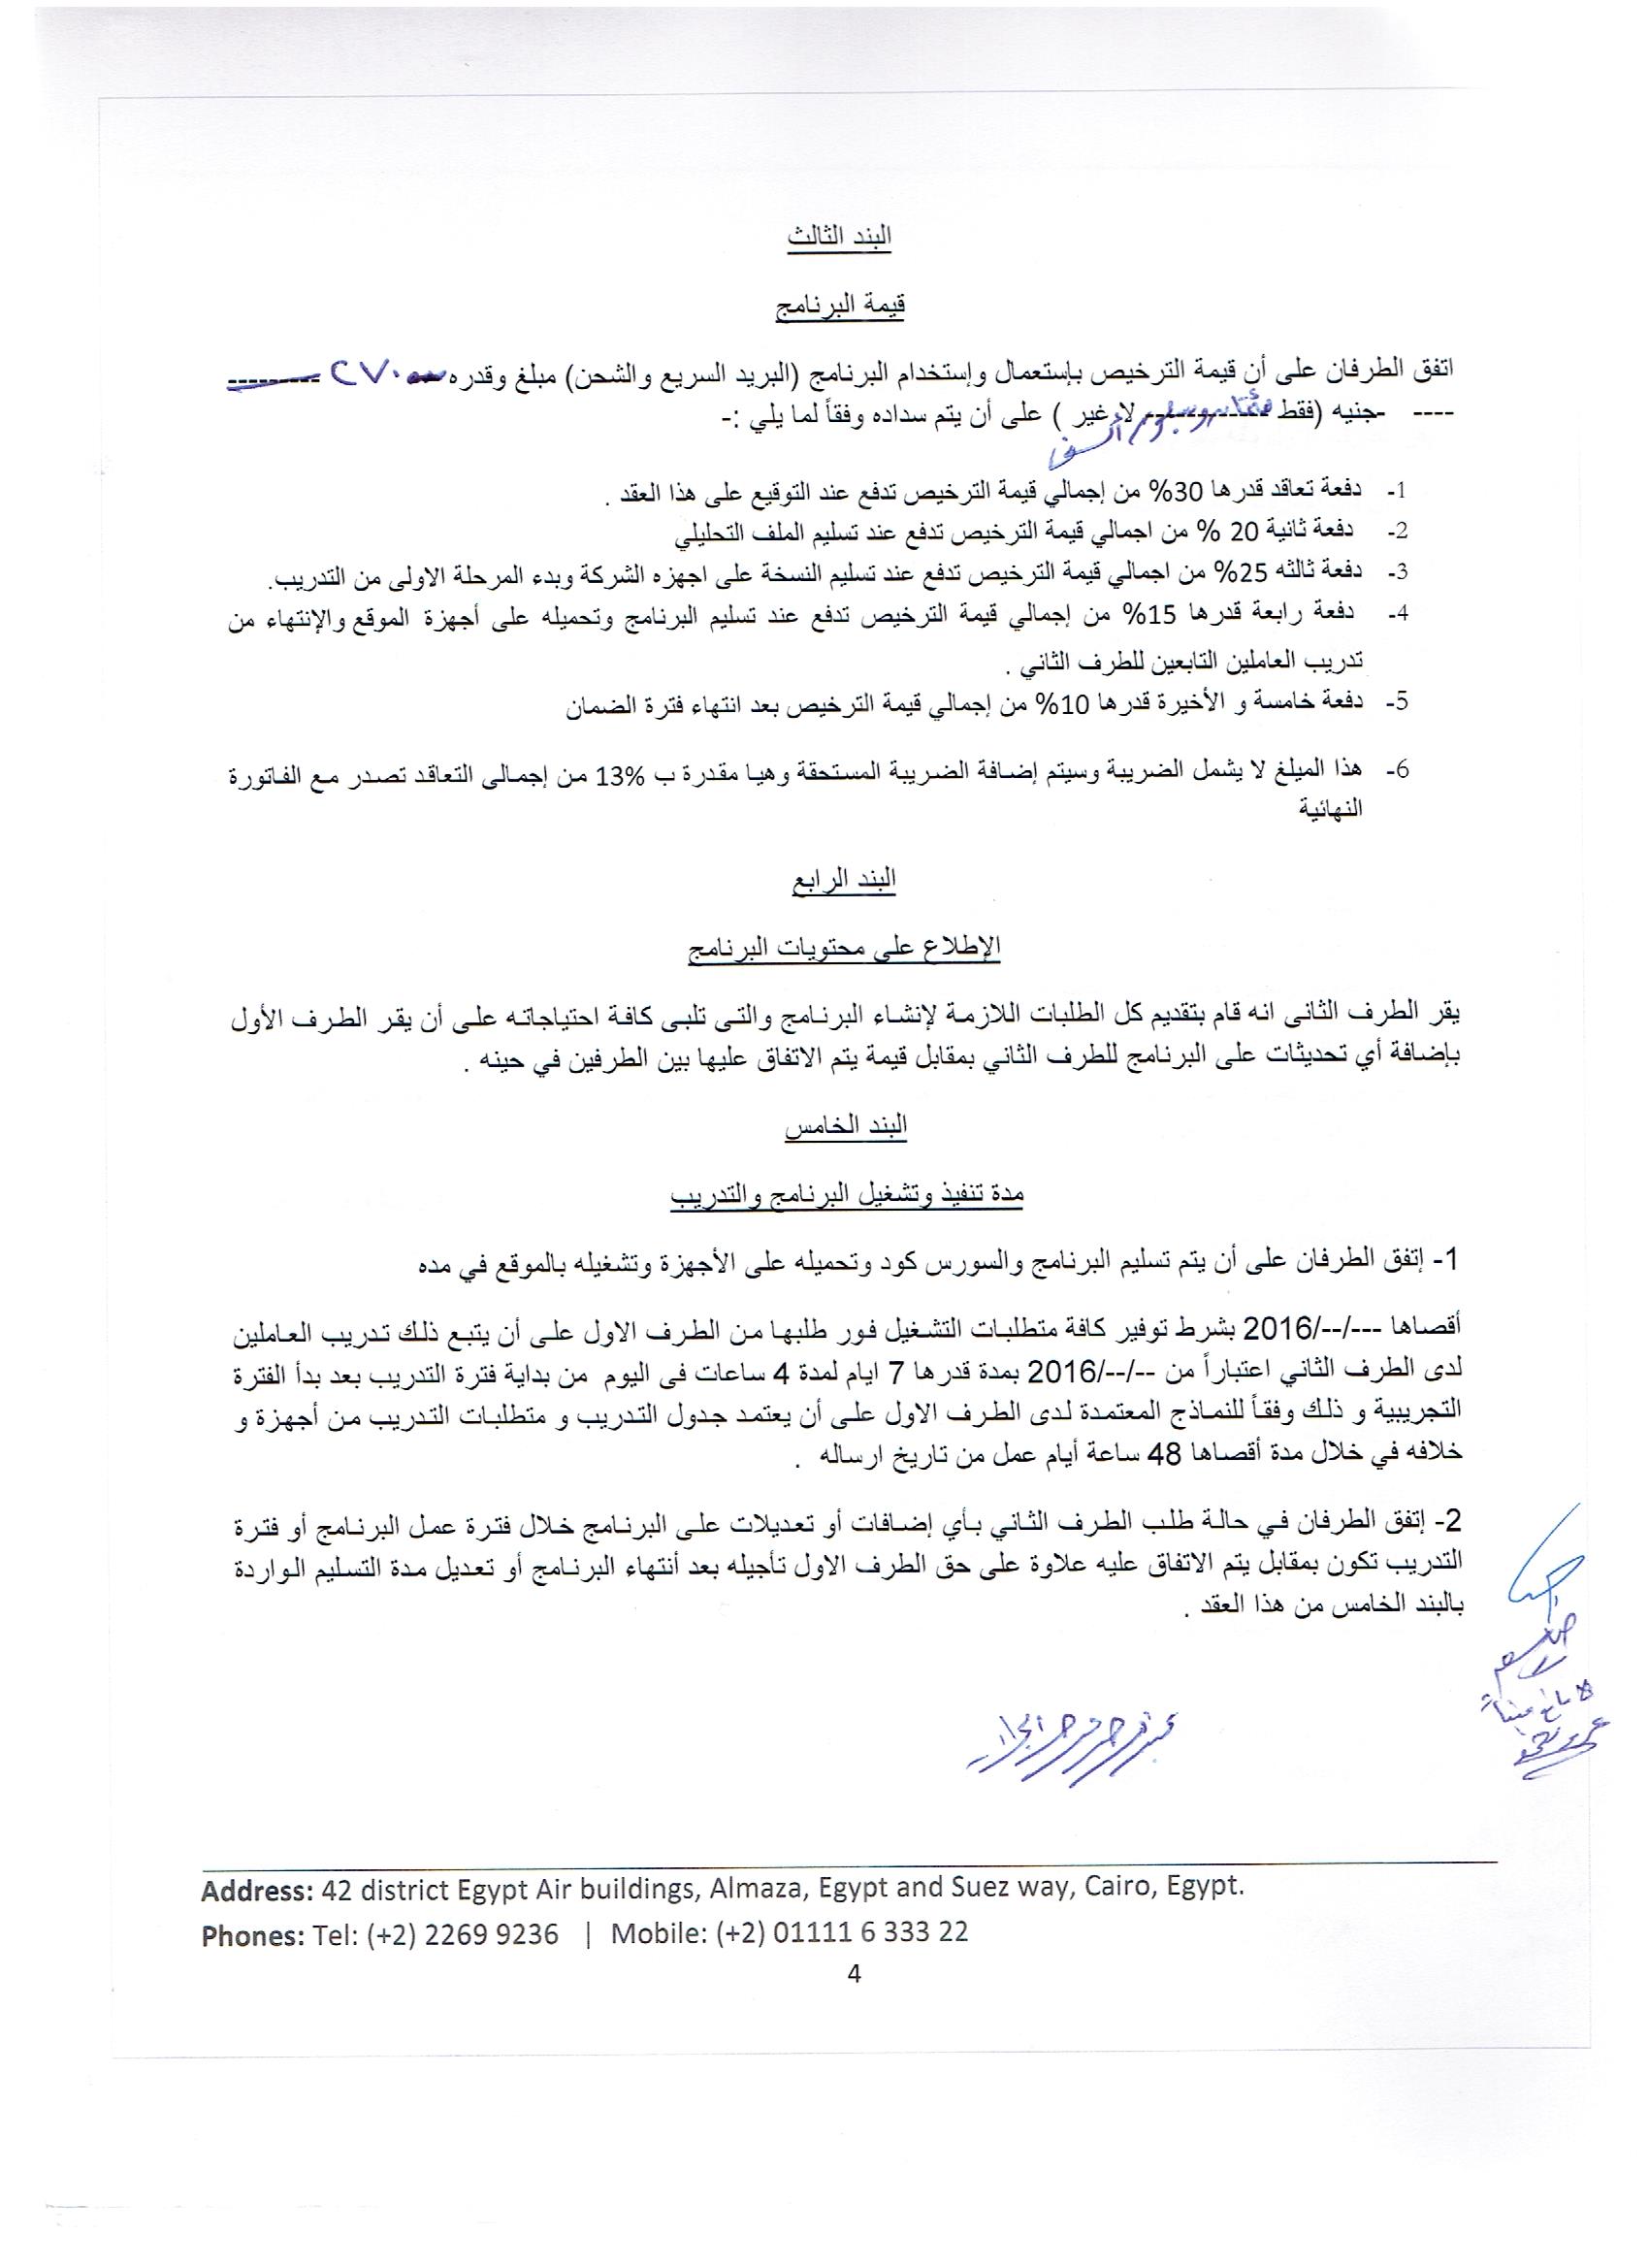 البند الثالث
قيمة البرنامج
اتفق الطرفان على أن قيمة الترخيص بإستعمال وإستخدام البرنامج (البريد السريع والشحن) مبلغ وقدره ---------
---- -جنيه (فقط ------------ لا غير ) على أن يتم سداده وفقاً لما يلي :-
1- دفعة تعاقد قدرها 30% من إجمالي قيمة الترخيص تدفع عند التوقيع على هذا العقد .
2- دفعة ثانية 20 % من اجمالي قيمة الترخيص تدفع عند تسليم الملف التحليلي
3- دفعة ثالثه 25% من اجمالي قيمة الترخيص تدفع عند تسليم النسخة على اجهزه الشركة وبدء المرحلة الاولى من التدريب.
4- دفعة رابعة قدرها 15% من إجمالي قيمة الترخيص تدفع عند تسليم البرنامج وتحميله على أجهزة الموقع والإنتهاء من
تدريب العاملين التابعين للطرف الثاني .
5- دفعة خامسة و الأخيرة قدرها 10% من إجمالي قيمة الترخيص بعد انتهاء فترة الضمان
6- هذا المبلغ لا يشمل الضريبة وسيتم إضافة الضريبة المستحقة وهيا مقدرة ب 13% من إجمالى التعاقد تصدر مع الفاتورة
النهائية
البند الرابع
الإطلاع على محتويات البرنامج
يقر الطرف الثانى انه قام بتقديم كل الطلبات اللازمة لإنشاء البرنامج والتى تلبى كافة احتياجاته على أن يقر الطرف الأول
بإضافة أي تحديثات على البرنامج للطرف الثاني بمقابل قيمة يتم الاتفاق عليها بين الطرفين في حينه .
البند الخامس
مدة تنفيذ وتشغيل البرنامج والتدريب
1- إتفق الطرفان على أن يتم تسليم البرنامج والسورس كود وتحميله على الأجهزة وتشغيله بالموقع في مده
أقصاها ---/--/2016 بشرط توفير كافة متطلبات التشغيل فور طلبها من الطرف الاول على أن يتبع ذلك تدريب العاملين
لدى الطرف الثاني اعتباراً من --/--/2016 بمدة قدرها 7 ايام لمدة 4 ساعات فى اليوم من بداية فترة التدريب بعد بدأ الفترة
التجريبية و ذلك وفقاً للنماذج المعتمدة لدى الطرف الاول على أن يعتمد جدول التدريب و متطلبات التدريب من أجهزة و
خلافه في خلال مدة أقصاها 48 ساعة أيام عمل من تاريخ ارساله .
2- إتفق الطرفان في حالة طلب الطرف الثاني بأي إضافات أو تعديلات على البرنامج خلال فترة عمل البرنامج أو فترة
التدريب تكون بمقابل يتم الاتفاق عليه علاوة على حق الطرف الاول تأجيله بعد أنتهاء البرنامج أو تعديل مدة التسليم الواردة
بالبند الخامس من هذا العقد .
Address: 42 district Egypt Air buildings, Almaza, Egypt and Suez way, Cairo, Egypt.
Phones: Tel: (+2) 2269 9236 | Mobile: (+2) 01111 6 333 22
4